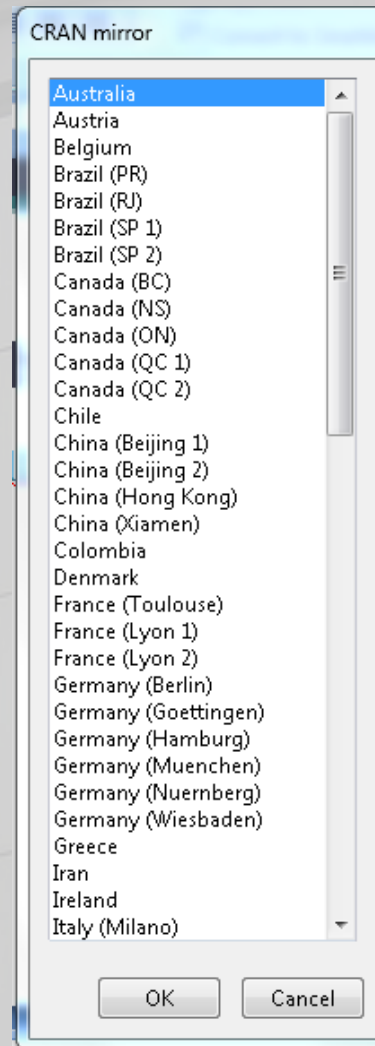 CRAN mirror
Australia
Austria
Belgium
Brazil (PR)
Brazil (RJ)
Brazil (SP 1)
Brazil (SP 2)
Canada (BC)
Canada (NS)
Canada (ON)
Canada (QC 1)
Canada (QC 2)
Chile
China (Beijing 1)
China (Beijing 2)
China (Hong Kong)
China (Xiamen)
Colombia
Denmark
France (Toulouse)
France (Lyon 1)
France (Lyon 2)
Germany (Berlin)
Germany (Goettingen)
Germany (Hamburg)
Germany (Muenchen)
Germany (Nuernberg)
Germany (Wiesbaden)
Greece
Iran
Ireland
Italy (Milano)
OK Cancel